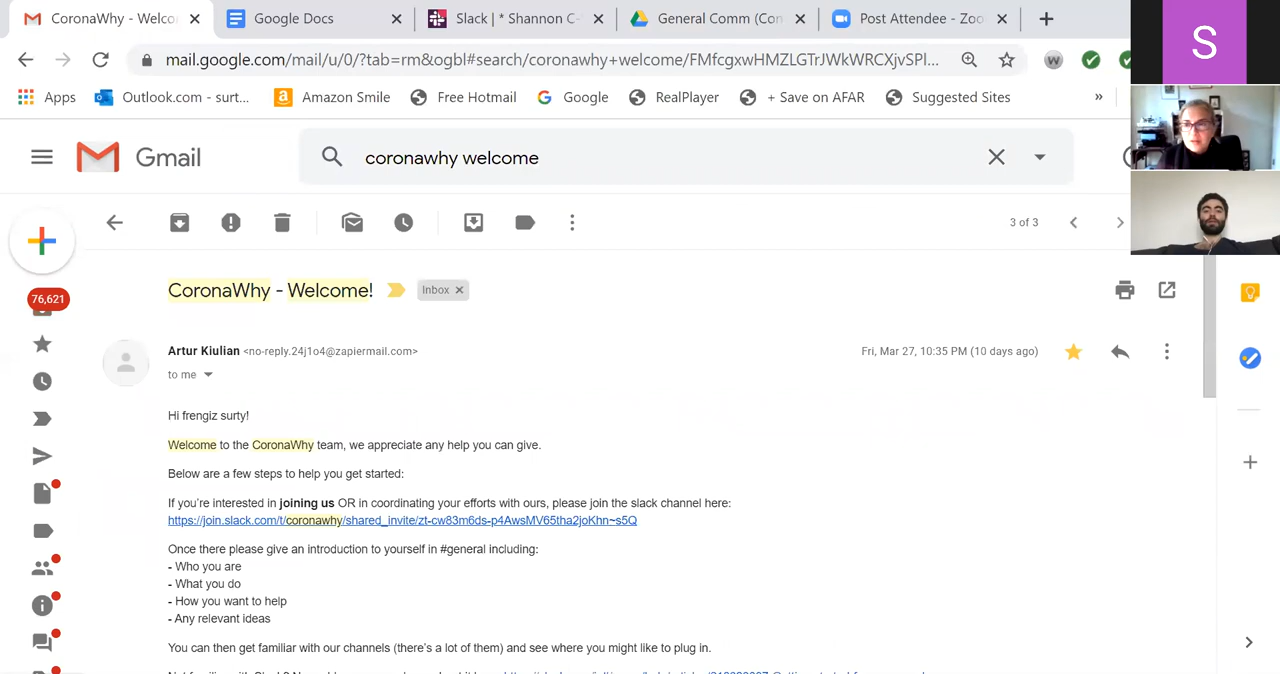 CoronaWhy - Welco
Google Docs
Slack | * Shannon C-
General Comm (Con
Post Attendee - Zoo
mail.google.com/mail/u/0/?tab=rm&ogbl#search/coronawhy+welcome/FMfcgxwHMZLGTrJWkWRCXjvSPl...
W
Apps
Outlook.com - surt...
Amazon Smile
Free Hotmail
Google
RealPlayer
+ Save on AFAR
Suggested Sites
»
S
Gmail
coronawhy welcome
3 of 3
76,621
CoronaWhy - Welcome!
Inbox
Artur Kiulian <no-reply.24j1o4@zapiermail.com>
Fri, Mar 27, 10:35 PM (10 days ago)
to me
Hi frengiz surty!
Welcome to the CoronaWhy team, we appreciate any help you can give.
Below are a few steps to help you get started:
If you're interested in joining us OR in coordinating your efforts with ours, please join the slack channel here:
https://join.slack.com/t/coronawhy/shared_invite/zt-cw83m6ds-p4AwsMV65tha2joKhn~s5Q
Once there please give an introduction to yourself in #general including:
- Who you are
- What you do
- How you want to help
- Any relevant ideas
You can then get familiar with our channels (there's a lot of them) and see where you might like to plug in.